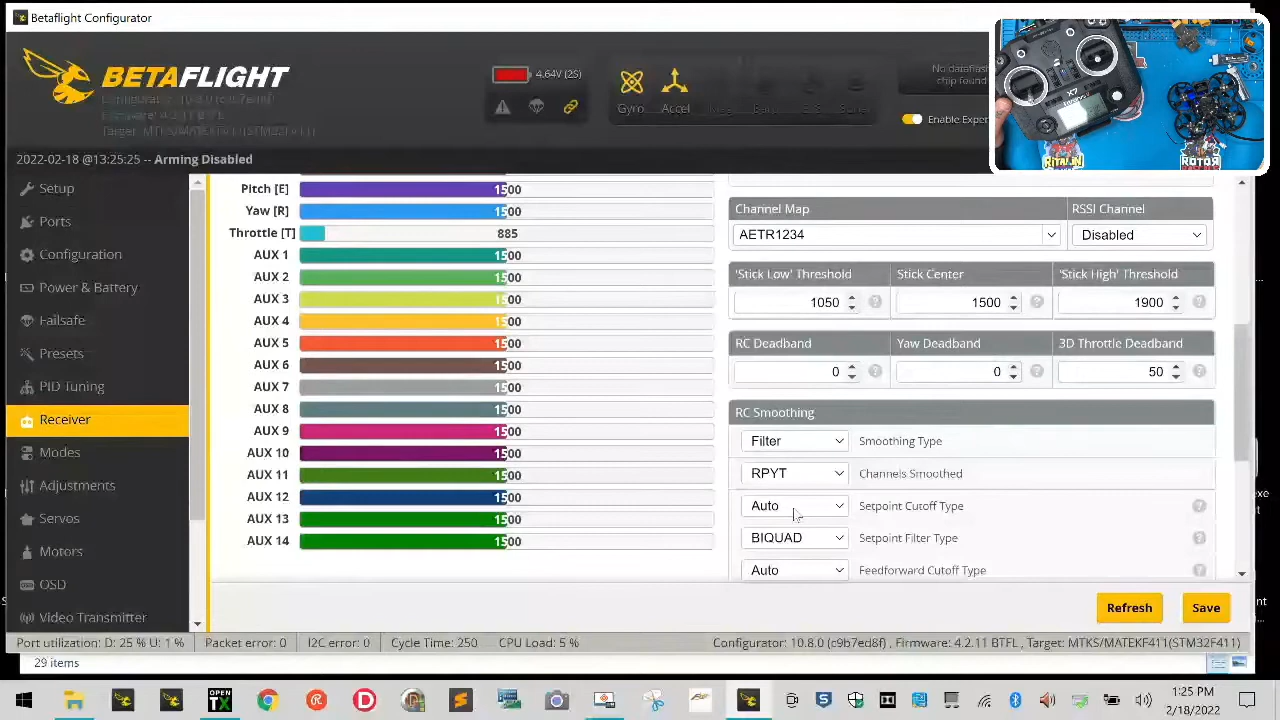 Betaflight Configurator
BETAFLIGHT
4.64V (2S)
Gyro
Accel
No dataflash
chip found
Enable Exper
2022-02-18 @13:25:25 -- Arming Disabled
X7
RITALIN
ROTOR
Setup
Ports
Configuration
Power & Battery
Failsafe
Presets
PID Tuning
Receiver
Modes
Adjustments
Servos
Motors
OSD
Video Transmitter
Pitch [E] 1500
Yaw [R] 1500
Throttle [T] 885
AUX 1 1500
AUX 2 1500
AUX 3 1500
AUX 4 1500
AUX 5 1500
AUX 6 1500
AUX 7 1500
AUX 8 1500
AUX 9 1500
AUX 10 1500
AUX 11 1500
AUX 12 1500
AUX 13 1500
AUX 14 1500
Channel Map RSSI Channel
AETR1234 Disabled
'Stick Low' Threshold Stick Center 'Stick High' Threshold
1050 1500 1900
RC Deadband Yaw Deadband 3D Throttle Deadband
0 0 50
RC Smoothing
Filter Smoothing Type
RPYT Channels Smoothed
Auto Setpoint Cutoff Type
BIQUAD Setpoint Filter Type
Auto Feedforward Cutoff Type
Refresh Save
Port utilization: D: 25 % U: 1 % Packet error: 0 I2C error: 0 Cycle Time: 250 CPU Load: 5 % Configurator: 10.8.0 (c9b7ed8f) , Firmware: 4.2.11 BTFL , Target: MTKS/MATEKF411(STM32F411)
29 items
OPEN
TX
1:25 PM
2/18/2022